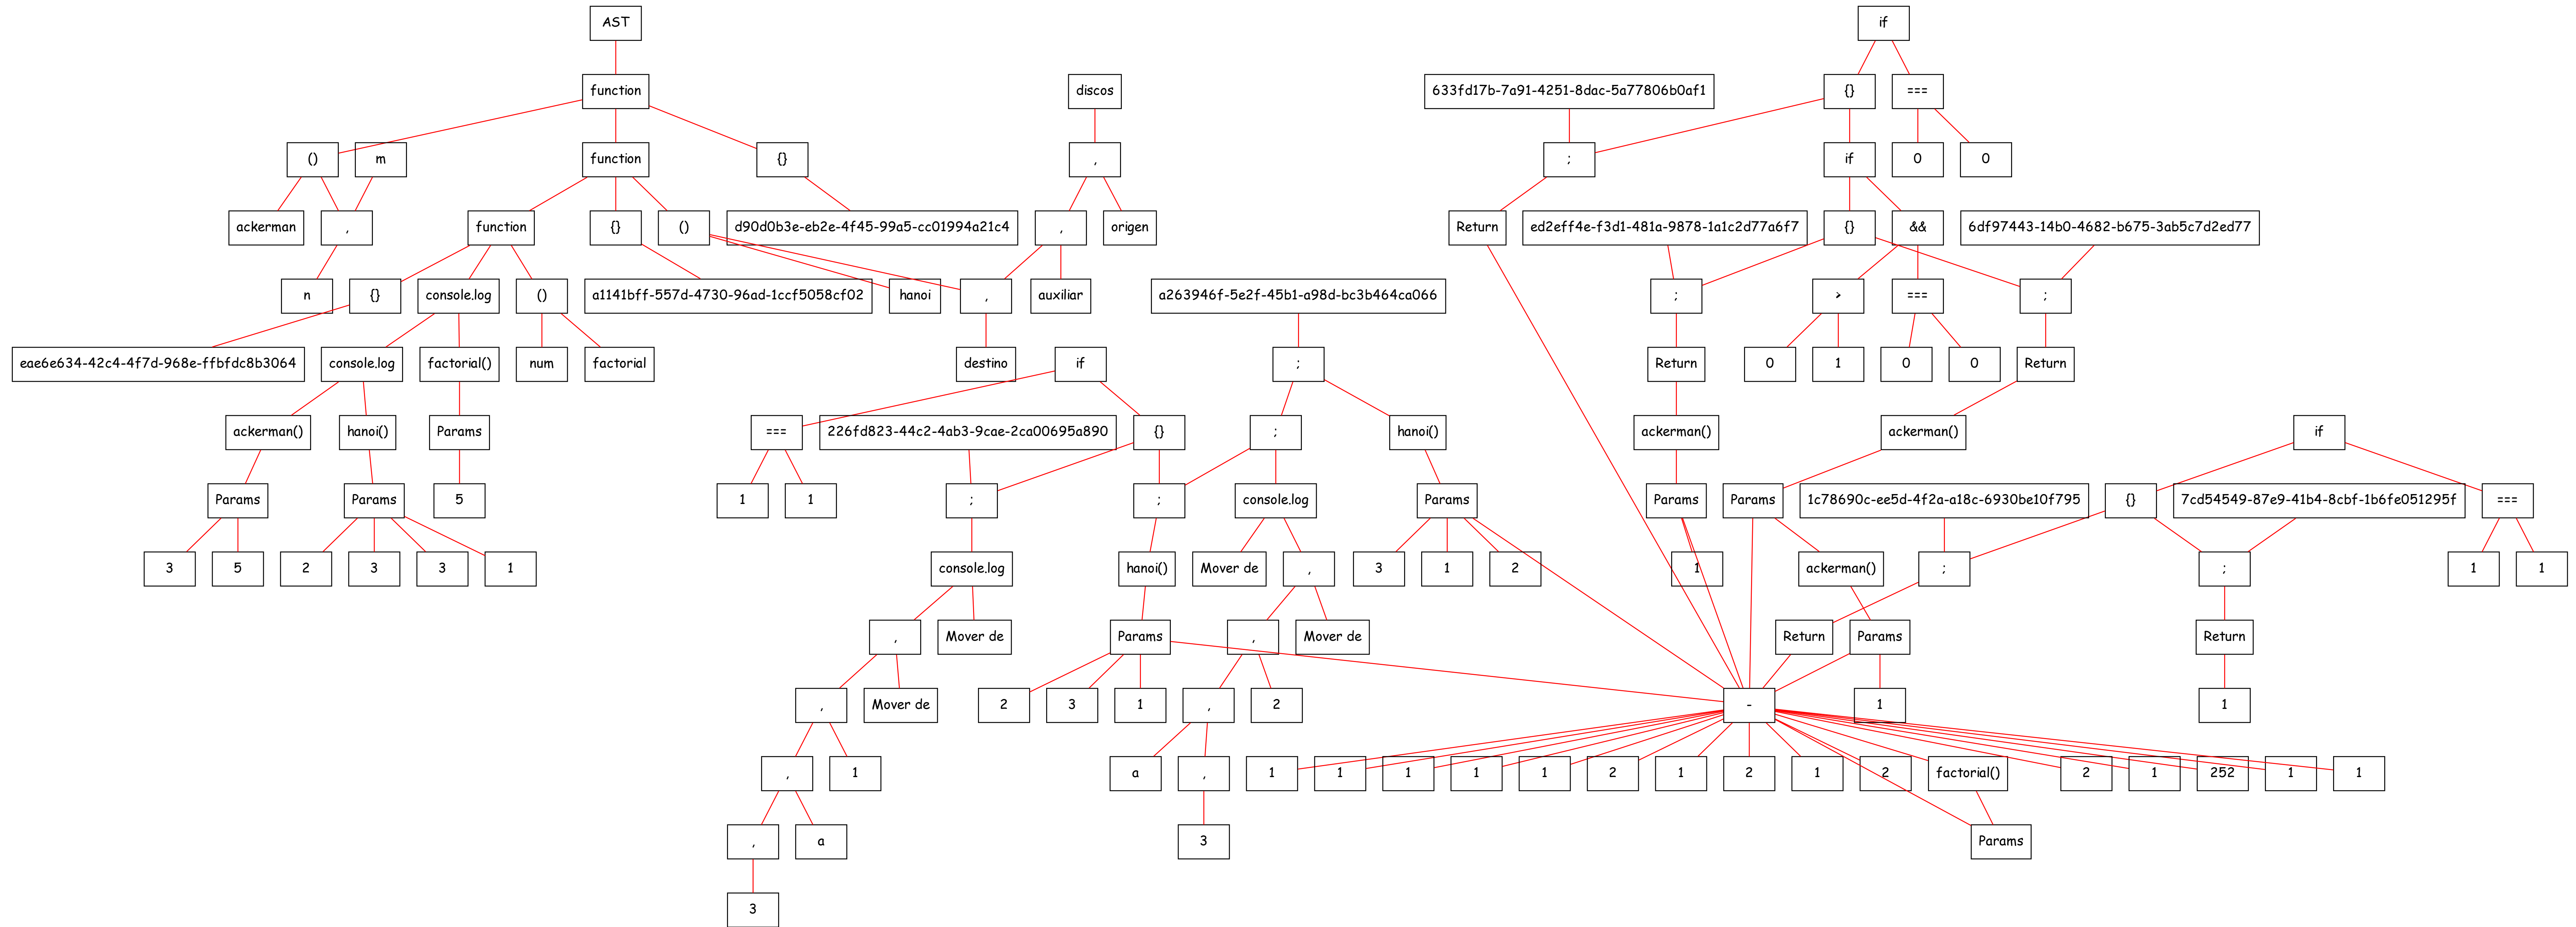 AST
if
function
discos
633fd17b-7a91-4251-8dac-5a77806b0af1
{}
===
()
m
function
{}
,
;
if
0
0
ackerman
,
function
{}
()
d90d0b3e-eb2e-4f45-99a5-cc01994a21c4
,
origen
Return
ed2eff4e-f3d1-481a-9878-1a1c2d77a6f7
{}
&&
6df97443-14b0-4682-b675-3ab5c7d2ed77
n
{}
console.log
()
a1141bff-557d-4730-96ad-1ccf5058cf02
hanoi
,
auxiliar
a263946f-5e2f-45b1-a98d-bc3b464ca066
;
>
===
;
eae6e634-42c4-4f7d-968e-ffbfdc8b3064
console.log
factorial()
num
factorial
destino
if
;
Return
0
1
0
0
Return
ackerman()
hanoi()
Params
===
226fd823-44c2-4ab3-9cae-2ca00695a890
{}
;
hanoi()
ackerman()
ackerman()
if
Params
Params
5
1
1
;
;
console.log
Params
Params
Params
1c78690c-ee5d-4f2a-a18c-6930be10f795
{}
7cd54549-87e9-41b4-8cbf-1b6fe051295f
===
3
5
2
3
3
1
console.log
hanoi()
Mover de
,
3
1
2
1
ackerman()
;
;
1
1
,
Mover de
Params
,
Mover de
Return
Params
Return
,
Mover de
2
3
1
,
2
-
1
1
,
1
a
,
1
1
1
1
1
2
1
2
1
2
factorial()
2
1
252
1
1
,
a
3
Params
3